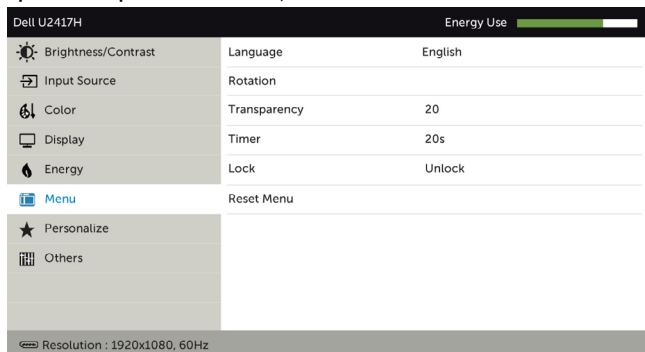 Dell U2417H Energy Use
Brightness/Contrast Language English
Input Source Rotation
Color Transparency 20
Display Timer 20s
Energy Lock Unlock
Menu Reset Menu
Personalize
Others
Resolution : 1920x1080, 60Hz